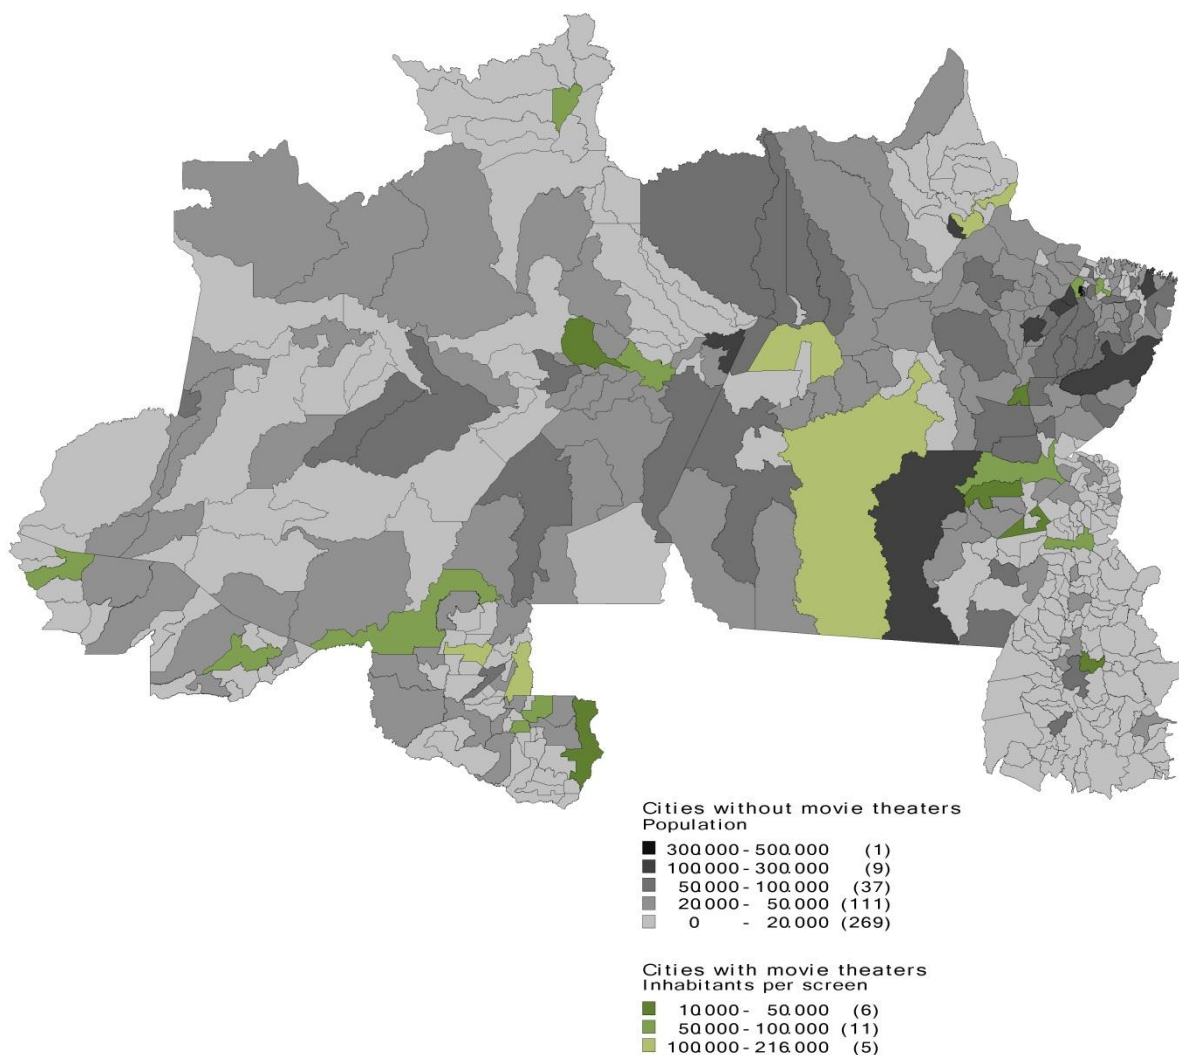 Cities without movie theaters
Population
300.000 - 500.000 (1)
100.000 - 300.000 (9)
50.000 - 100.000 (37)
20.000 - 50.000 (111)
0 - 20.000 (269)
Cities with movie theaters
Inhabitants per screen
10.000 - 50.000 (6)
50.000 - 100.000 (11)
100.000 - 216.000 (5)